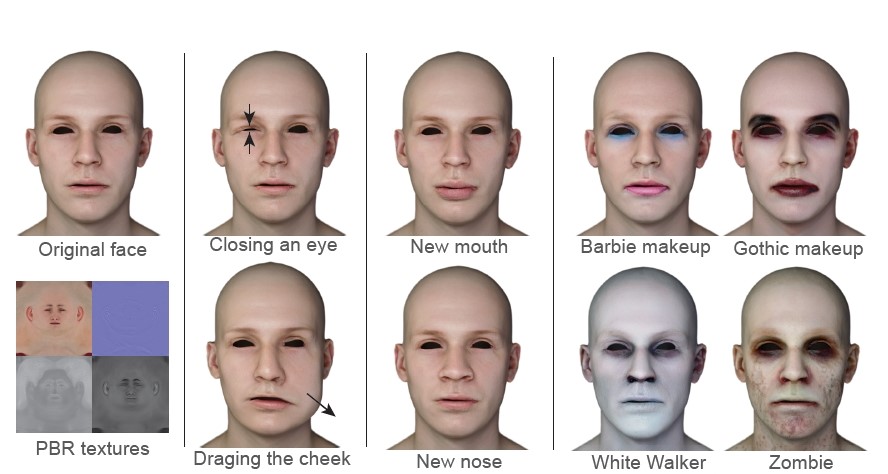 Original face
Closing an eye
New mouth
Barbie makeup
Gothic makeup
PBR textures
Draging the cheek
New nose
White Walker
Zombie